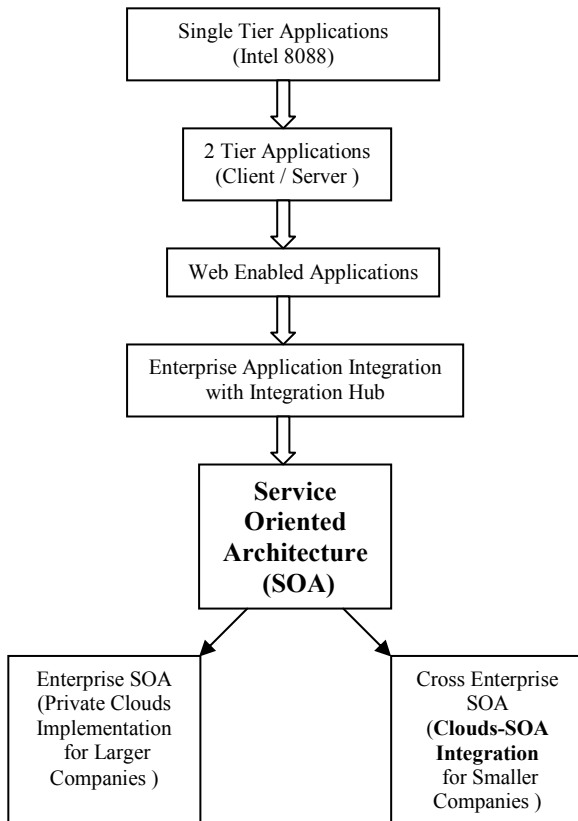 Single Tier Applications
(Intel 8088)
2 Tier Applications
(Client / Server )
Web Enabled Applications
Enterprise Application Integration
with Integration Hub
Service
Oriented
Architecture
(SOA)
Enterprise SOA
(Private Clouds
Implementation
for Larger
Companies )
Cross Enterprise
SOA
(Clouds-SOA
Integration
for Smaller
Companies )